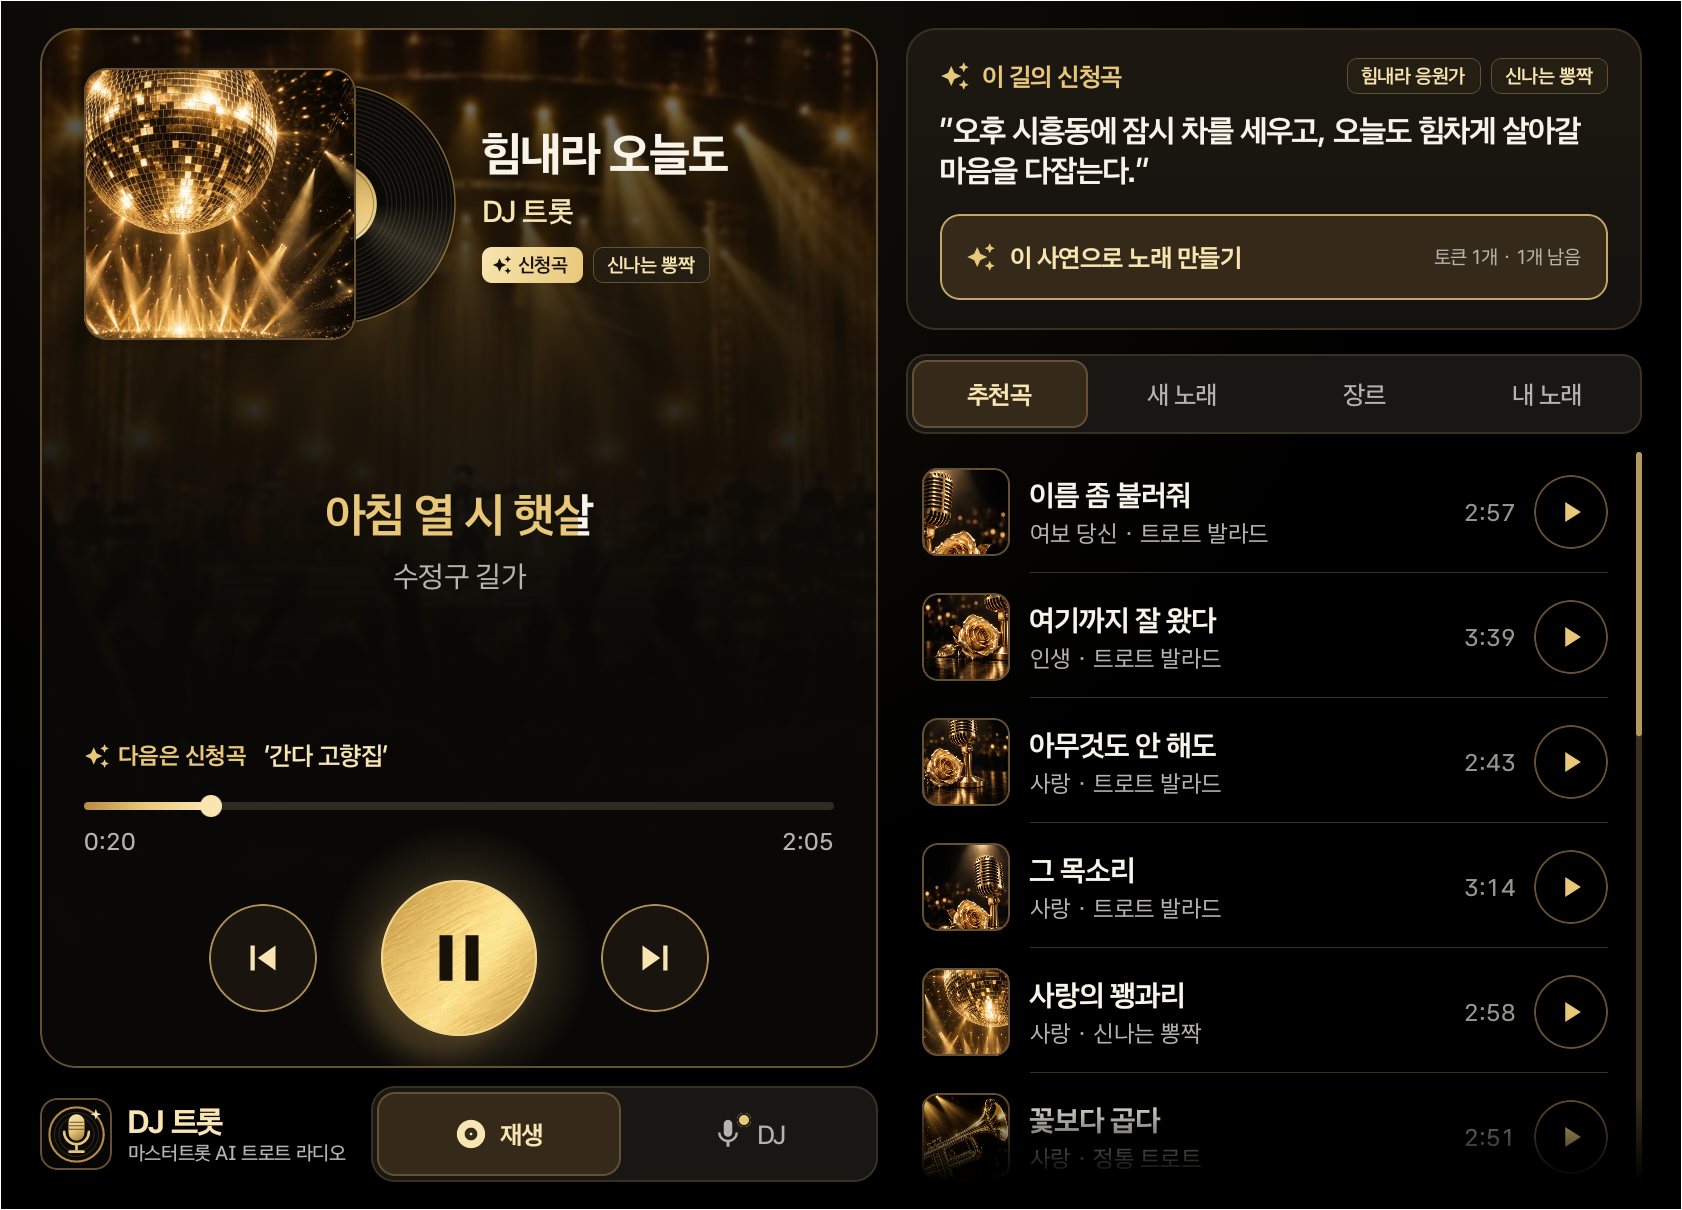 힘내라 오늘도
DJ 트롯
신청곡
신나는 뽕짝
아침 열 시 햇살
수정구 길가
다음은 신청곡 '간다 고향집'
0:20
2:05
DJ 트롯
마스터트롯 AI 트로트 라디오
재생
DJ
이 길의 신청곡
힘내라 응원가
신나는 뽕짝
"오후 시흥동에 잠시 차를 세우고, 오늘도 힘차게 살아갈
마음을 다잡는다."
이 사연으로 노래 만들기
토큰 1개 · 1개 남음
추천곡
새 노래
장르
내 노래
이름 좀 불러줘
여보 당신 · 트로트 발라드
2:57
여기까지 잘 왔다
인생 · 트로트 발라드
3:39
아무것도 안 해도
사랑 · 트로트 발라드
2:43
그 목소리
사랑 · 트로트 발라드
3:14
사랑의 꽹과리
사랑 · 신나는 뽕짝
2:58
꽃보다 곱다
사랑 · 정통 트로트
2:51